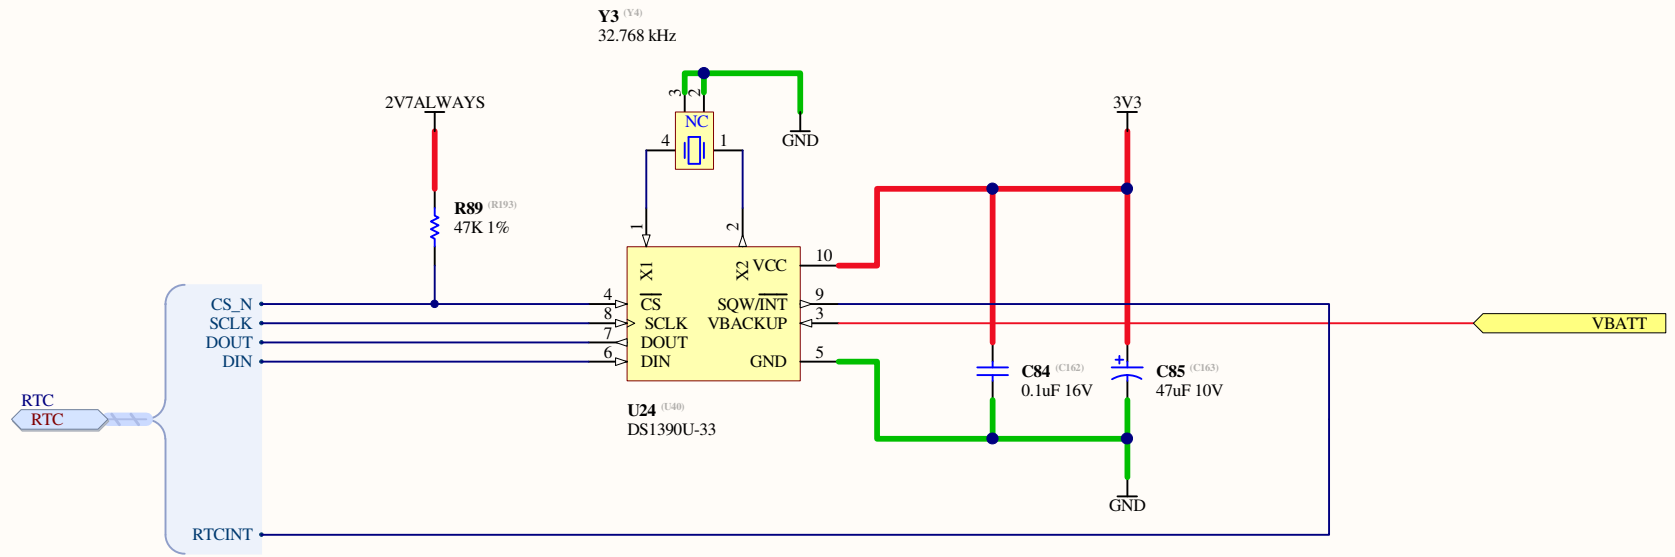 Y3 (Y4)
32.768 kHz
2V7ALWAYS
3V3
3 2
NC
4 1
GND
R89 (R193)
47K 1%
1 2
X1 X2
VCC 10
CS_N 4 CS SQW/INT 9
SCLK 8 SCLK VBACKUP 3 VBATT
DOUT 7 DOUT
DIN 6 DIN GND 5
C84 (C162)
0.1uF 16V
C85 (C163)
47uF 10V
RTC
RTC
U24 (U40)
DS1390U-33
GND
RTCINT